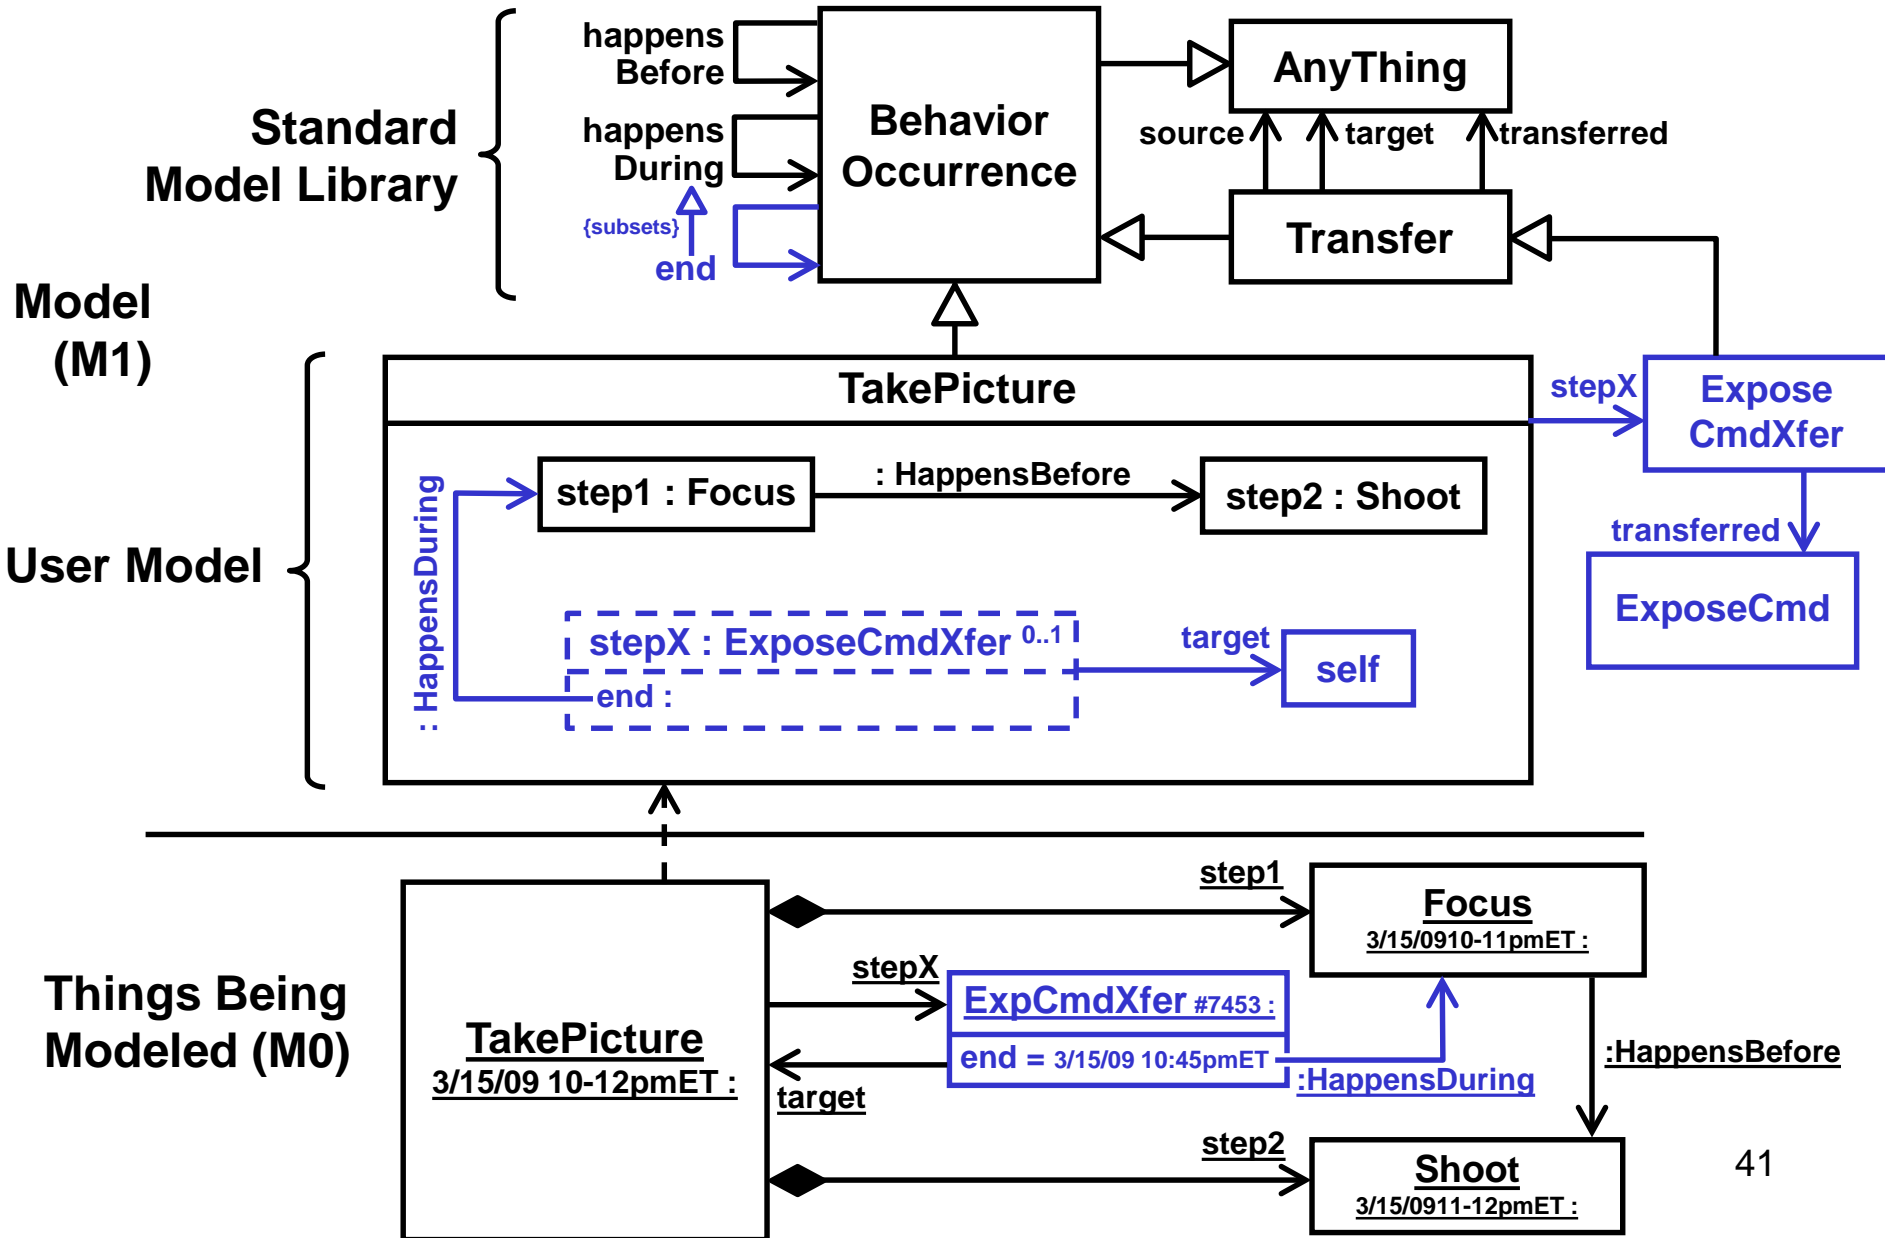 happens
Before
happens
During
{subsets}
end
Standard
Model Library
Behavior
Occurrence
AnyThing
source
target
transferred
Transfer
Model
(M1)
User Model
TakePicture
stepX
Expose
CmdXfer
transferred
ExposeCmd
: HappensDuring
step1 : Focus
: HappensBefore
step2 : Shoot
stepX : ExposeCmdXfer 0..1
end :
target
self
Things Being
Modeled (M0)
TakePicture
3/15/09 10-12pmET :
step1
Focus
3/15/0910-11pmET :
stepX
ExpCmdXfer #7453 :
end = 3/15/09 10:45pmET
:HappensDuring
target
:HappensBefore
step2
Shoot
3/15/0911-12pmET :
41